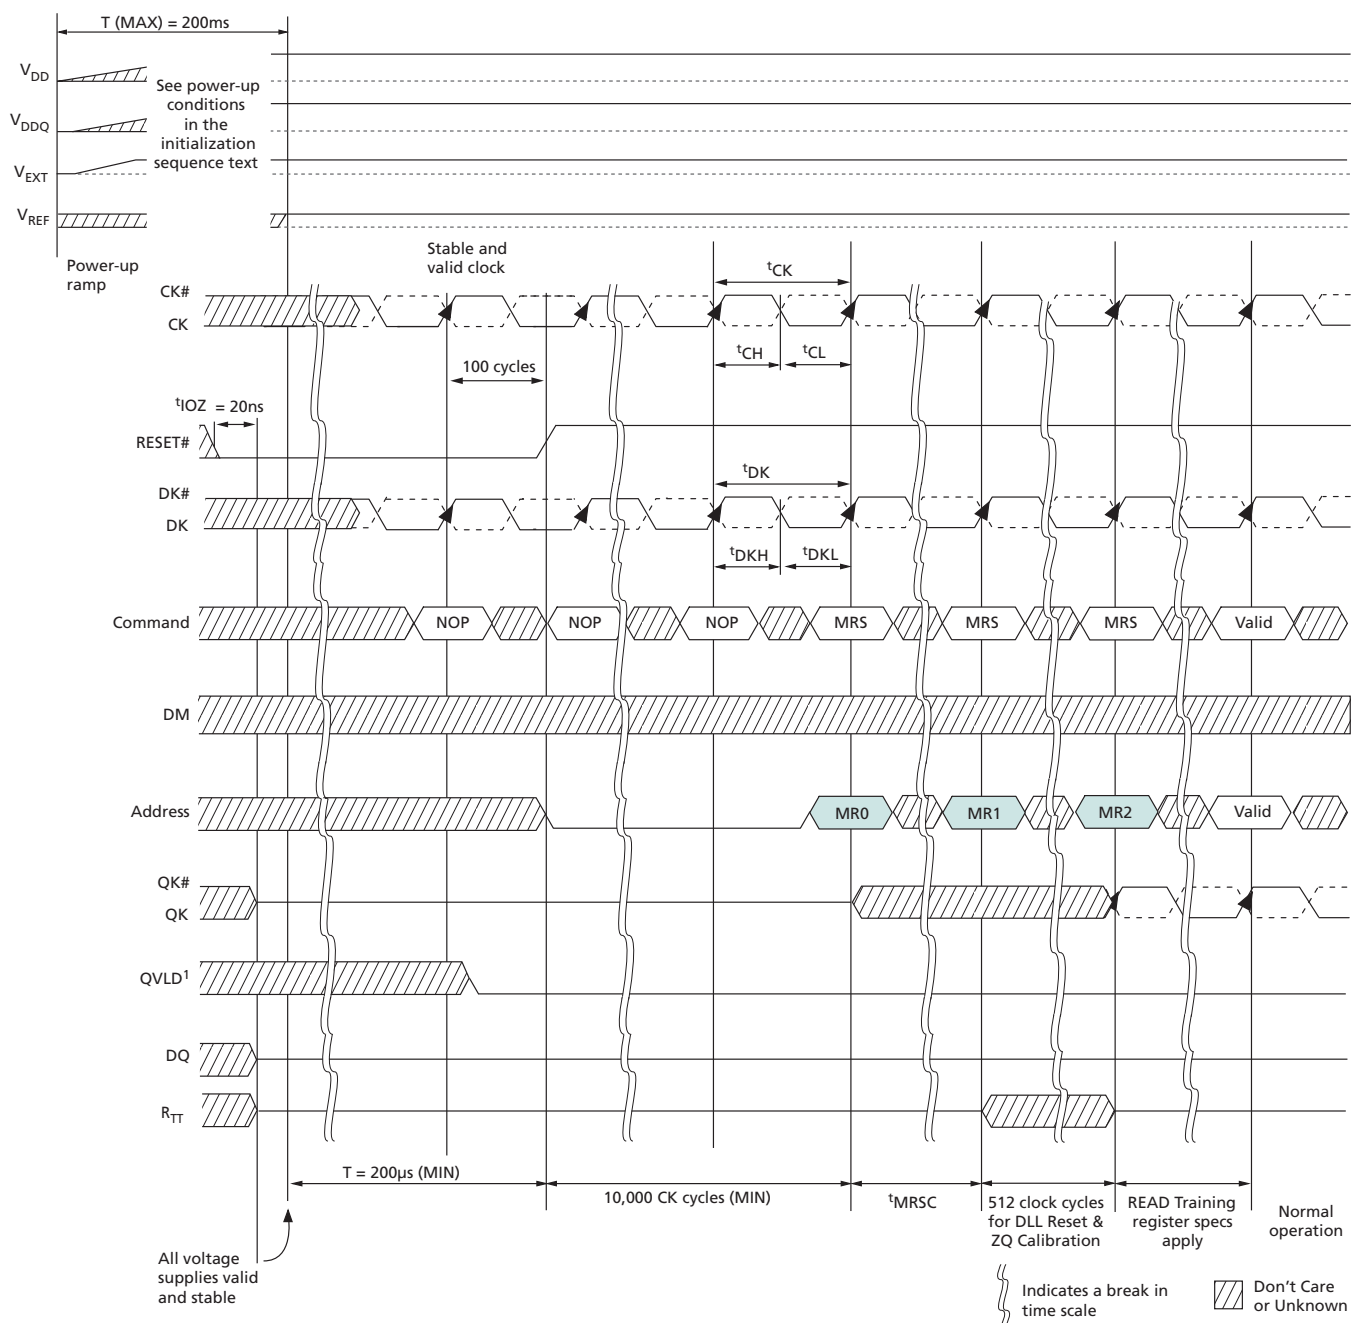 T (MAX) = 200ms
VDD
See power-up
conditions
in the
initialization
sequence text
VDDQ
VEXT
VREF
Power-up
ramp
Stable and
valid clock
tCK
CK#
CK
tCH
tCL
100 cycles
tIOZ = 20ns
RESET#
tDK
DK#
DK
tDKH
tDKL
Command
NOP
NOP
NOP
MRS
MRS
MRS
Valid
DM
Address
MR0
MR1
MR2
Valid
QK#
QK
QVLD1
DQ
RTT
T = 200µs (MIN)
10,000 CK cycles (MIN)
tMRSC
512 clock cycles
for DLL Reset &
ZQ Calibration
READ Training
register specs
apply
Normal
operation
All voltage
supplies valid
and stable
Indicates a break in
time scale
Don't Care
or Unknown